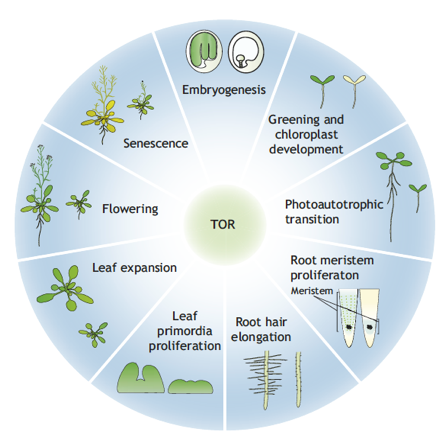 Embryogenesis
Greening and
chloroplast
development
Photoautotrophic
transition
Root meristem
proliferaton
Meristem
Root hair
elongation
Leaf
primordia
proliferation
Leaf expansion
Flowering
Senescence
TOR